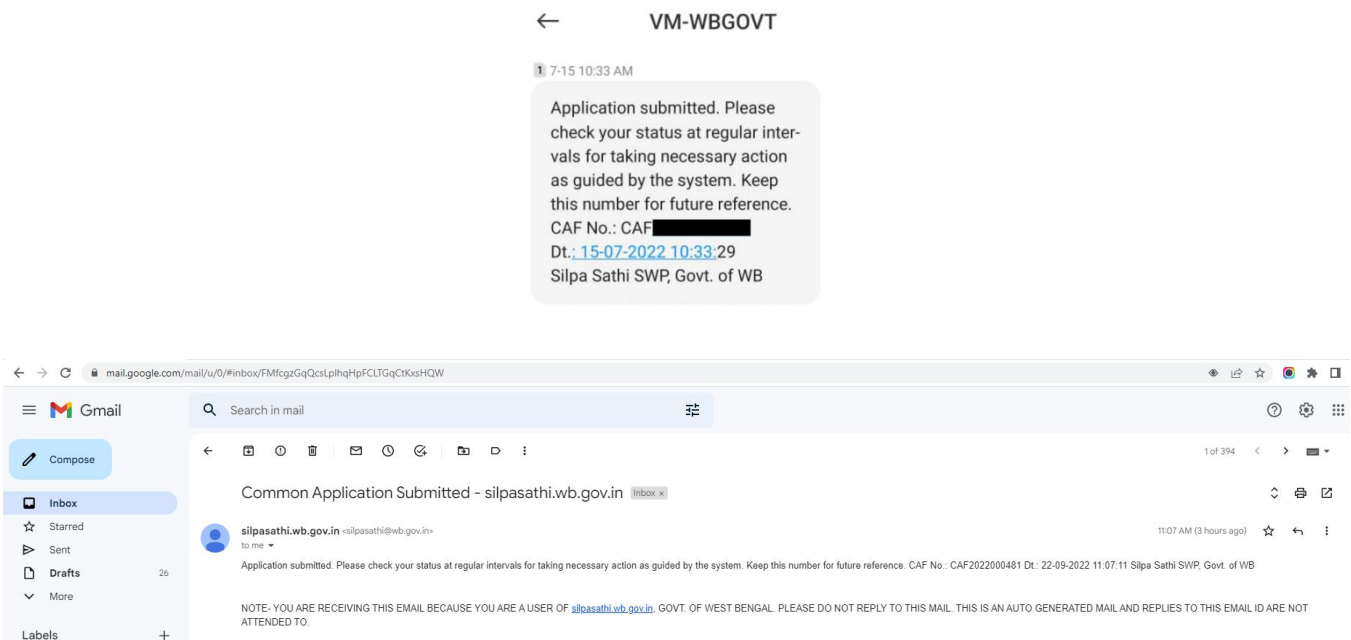 VM-WBGOVT
1 7-15 10:33 AM
Application submitted. Please
check your status at regular inter-
vals for taking necessary action
as guided by the system. Keep
this number for future reference.
CAF No.: CAF
Dt.: 15-07-2022 10:33:29
Silpa Sathi SWP, Govt. of WB
mail.google.com/mail/u/0/#inbox/FMfcgzGqQcsLplhqHpFCLTGqCtKxsHQW
Gmail
Search in mail
Compose
1 of 394
Common Application Submitted - silpasathi.wb.gov.in Inbox x
Inbox
Starred
silpasathi.wb.gov.in <silpasathi@wb.gov.in>
11:07 AM (3 hours ago)
to me
Sent
Application submitted. Please check your status at regular intervals for taking necessary action as guided by the system. Keep this number for future reference. CAF No.: CAF2022000481 Dt.: 22-09-2022 11:07:11 Silpa Sathi SWP, Govt. of WB
Drafts 26
More
NOTE- YOU ARE RECEIVING THIS EMAIL BECAUSE YOU ARE A USER OF silpasathi.wb.gov.in, GOVT. OF WEST BENGAL. PLEASE DO NOT REPLY TO THIS MAIL. THIS IS AN AUTO GENERATED MAIL AND REPLIES TO THIS EMAIL ID ARE NOT
ATTENDED TO.
Labels +